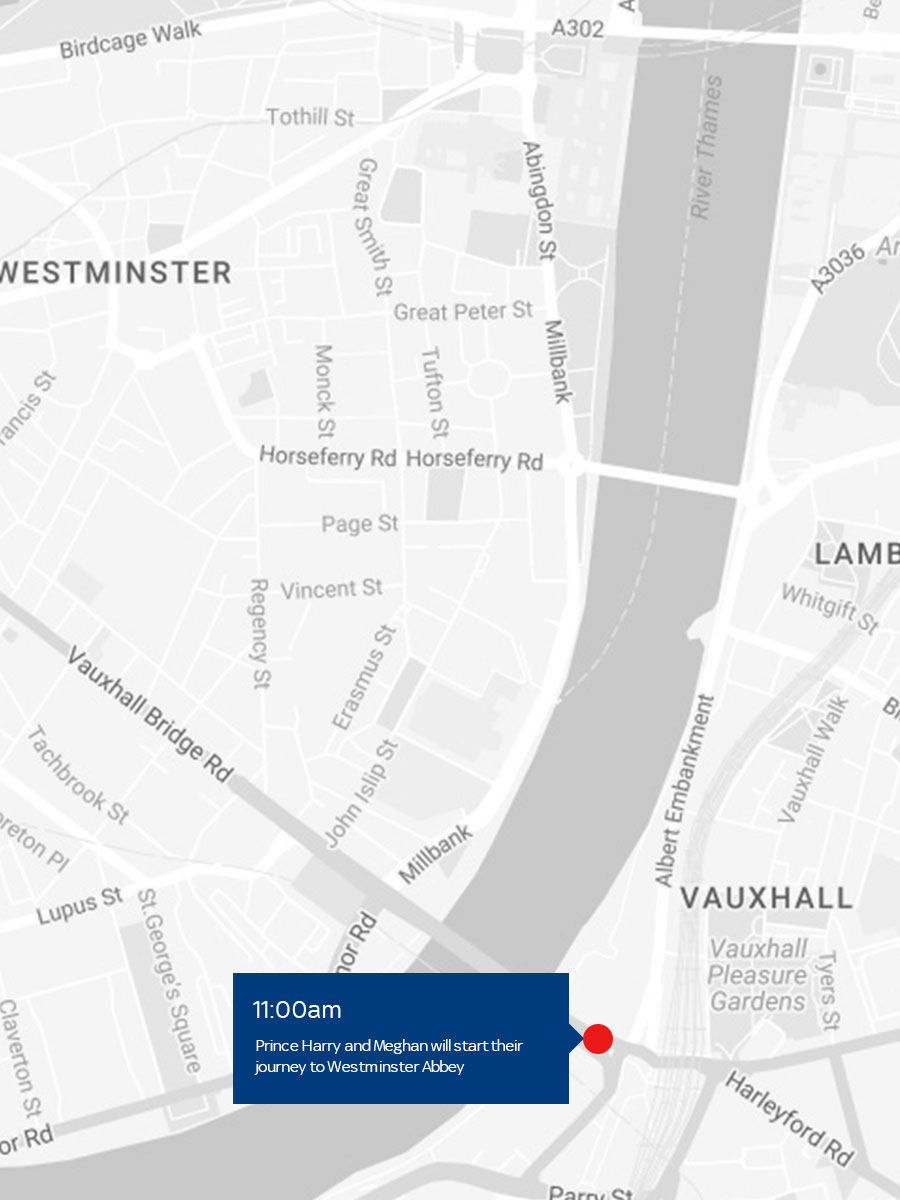 Birdcage Walk
A302
Tothill St
Great Smith St
Abingdon St
River Thames
WESTMINSTER
A3036
Great Peter St
Millbank
Monck St
Tufton St
Horseferry Rd
Horseferry Rd
Page St
Vincent St
Regency St
Erasmus St
LAMB
Whitgift St
Vauxhall Bridge Rd
Tachbrook St
John Islip St
Millbank
Albert Embankment
Vauxhall Walk
Lupus St
St.George's Square
VAUXHALL
Vauxhall
Pleasure
Gardens
Tyers St
Claverton St
11:00am
Prince Harry and Meghan will start their
journey to Westminster Abbey
Harleyford Rd
Parry St